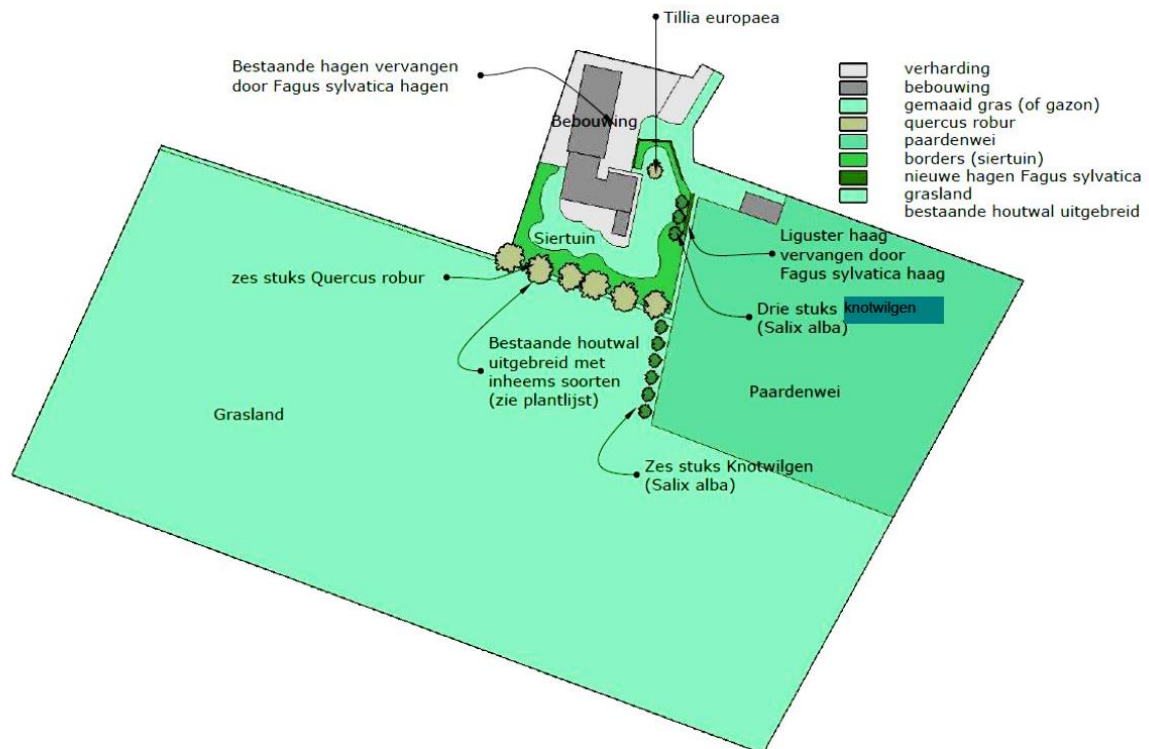 Tillia europaea
Bestaande hagen vervangen
door Fagus sylvatica hagen
Bebouwing
verharding
bebouwing
gemaaid gras (of gazon)
quercus robur
paardenwei
borders (siertuin)
nieuwe hagen Fagus sylvatica
grasland
bestaande houtwal uitgebreid
Siertuin
Liguster haag
vervangen door
Fagus sylvatica haag
zes stuks Quercus robur
Drie stuks knotwilgen
(Salix alba)
Bestaande houtwal
uitgebreid met
inheems soorten
(zie plantlijst)
Paardenwei
Grasland
Zes stuks Knotwilgen
(Salix alba)